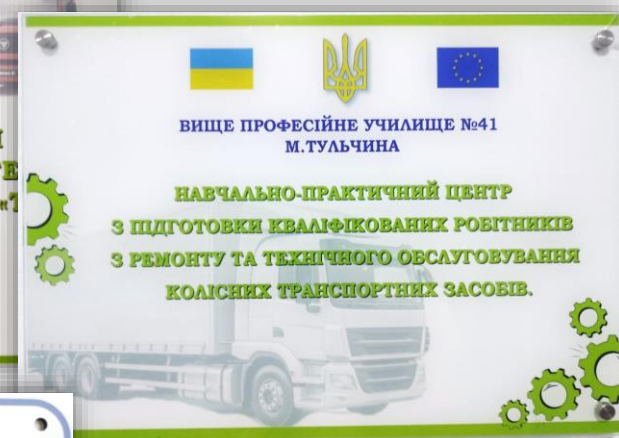 ВИЩЕ ПРОФЕСІЙНЕ УЧИЛИЩЕ №41
М.ТУЛЬЧИНА
НАВЧАЛЬНО-ПРАКТИЧНИЙ ЦЕНТР
З ПІДГОТОВКИ КВАЛІФІКОВАНИХ РОБІТНИКІВ
З РЕМОНТУ ТА ТЕХНІЧНОГО ОБСЛУГОВУВАННЯ
КОЛІСНИХ ТРАНСПОРТНИХ ЗАСОБІВ.